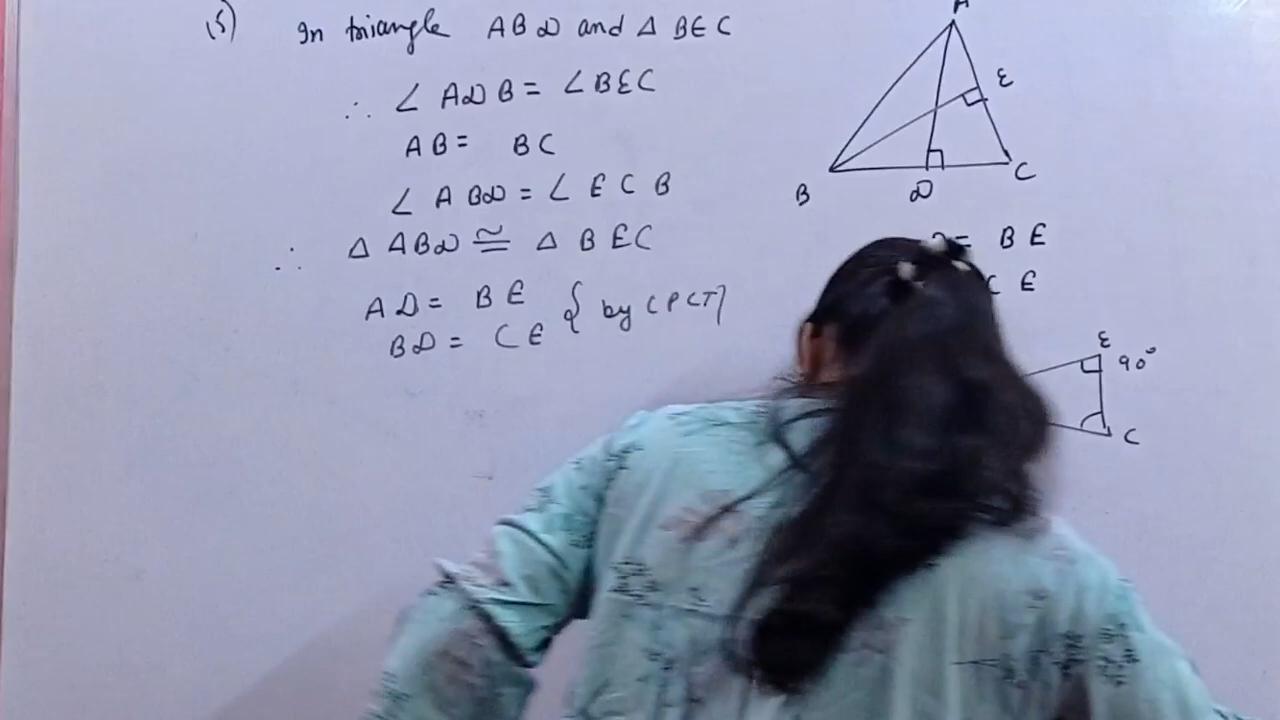 (5) In triangle ABD and Δ BEC
∴ ∠ ADB = ∠BEC
AB = BC
∠ ABD = ∠ ECB
∴ Δ ABD ≅ Δ BEC
AD = BE
BD = CE { by CPCT}
A
E
B
D
C
= BE
CE
E
90°
C